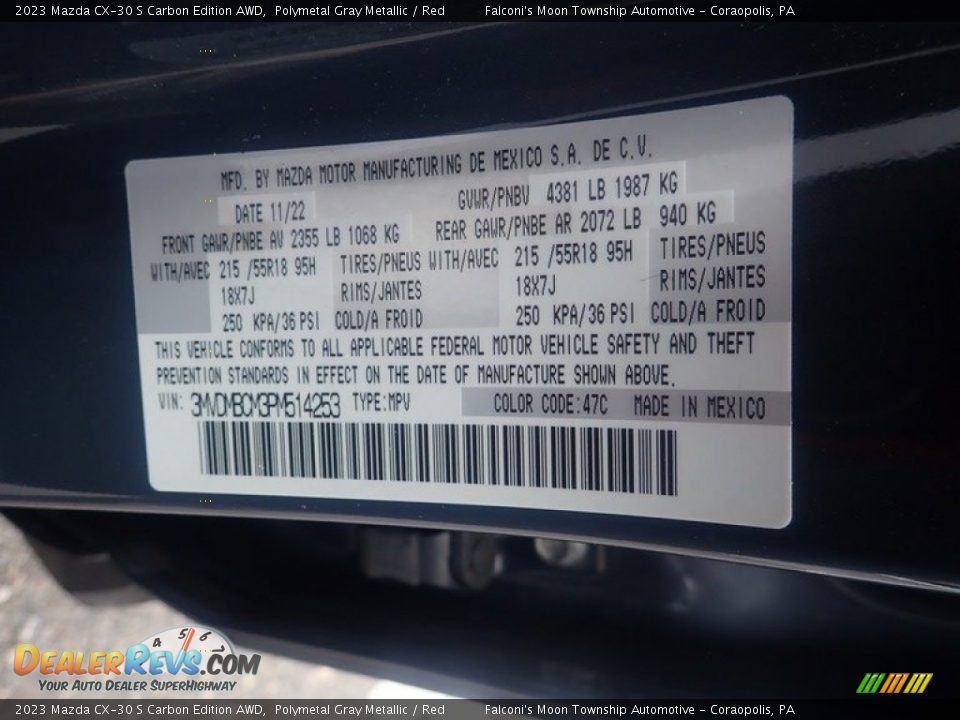 2023 Mazda CX-30 S Carbon Edition AWD, Polymetal Gray Metallic / Red Falconi's Moon Township Automotive - Coraopolis, PA
MFD. BY MAZDA MOTOR MANUFACTURING DE MEXICO S.A. DE C.V.
DATE 11/22 GVWR/PNBV 4381 LB 1987 KG
FRONT GAWR/PNBE AV 2355 LB 1068 KG REAR GAWR/PNBE AR 2072 LB 940 KG
WITH/AVEC 215 /55R18 95H TIRES/PNEUS WITH/AVEC 215 /55R18 95H TIRES/PNEUS
18X7J RIMS/JANTES 18X7J RIMS/JANTES
250 KPA/36 PSI COLD/A FROID 250 KPA/36 PSI COLD/A FROID
THIS VEHICLE CONFORMS TO ALL APPLICABLE FEDERAL MOTOR VEHICLE SAFETY AND THEFT
PREVENTION STANDARDS IN EFFECT ON THE DATE OF MANUFACTURE SHOWN ABOVE.
VIN: 3MVDMBCM3PM514253 TYPE:MPV COLOR CODE:47C MADE IN MEXICO
4 5 6
DEALERREVS.COM
YOUR AUTO DEALER SUPERHIGHWAY
2023 Mazda CX-30 S Carbon Edition AWD, Polymetal Gray Metallic / Red Falconi's Moon Township Automotive - Coraopolis, PA